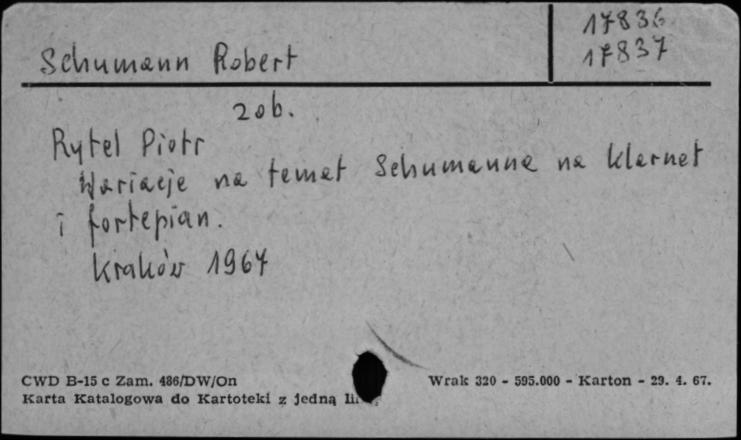 Schumann Robert
17836
17837
zob.
Rytel Piotr
Wariacje na temat Schumanna na klarnet
i fortepian.
Kraków 1967
CWD B-15 c Zam. 486/DW/On
Wrak 320 - 595.000 - Karton - 29. 4. 67.
Karta Katalogowa do Kartoteki z jedną